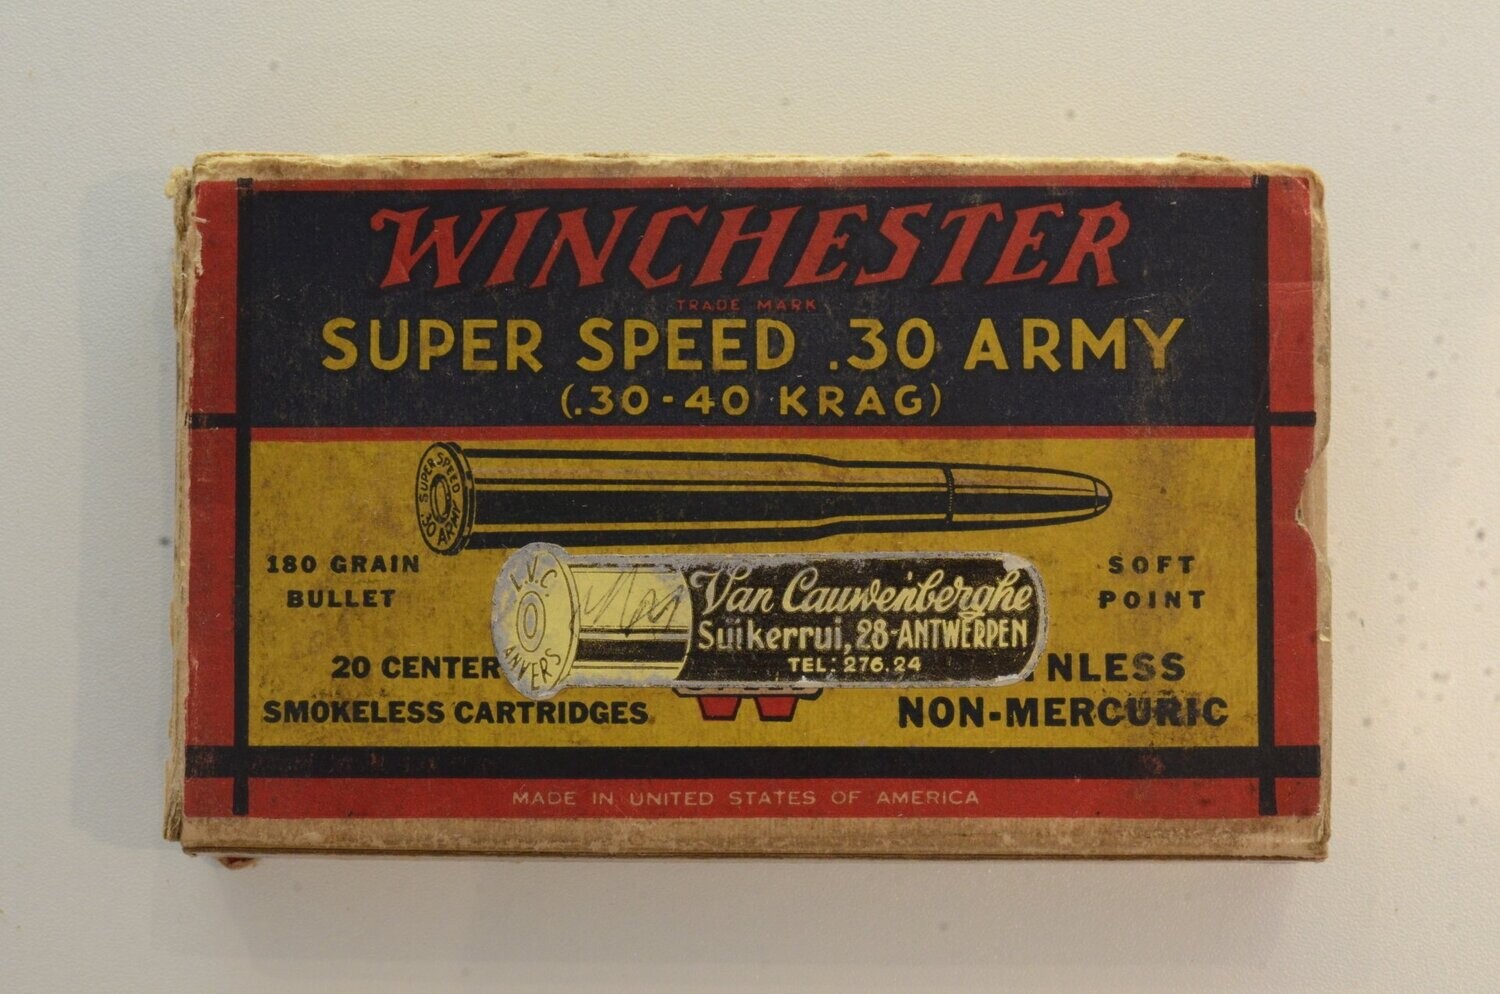 WINCHESTER
TRADE MARK
SUPER SPEED .30 ARMY
(.30-40 KRAG)
SUPER SPEED
.30 ARMY
180 GRAIN
BULLET
SOFT
POINT
L.V.C.
ANVERS
Van Cauwenberghe
Suikerrui, 28-ANTWERPEN
TEL: 276.24
20 CENTER
NLESS
SMOKELESS CARTRIDGES
NON-MERCURIC
MADE IN UNITED STATES OF AMERICA